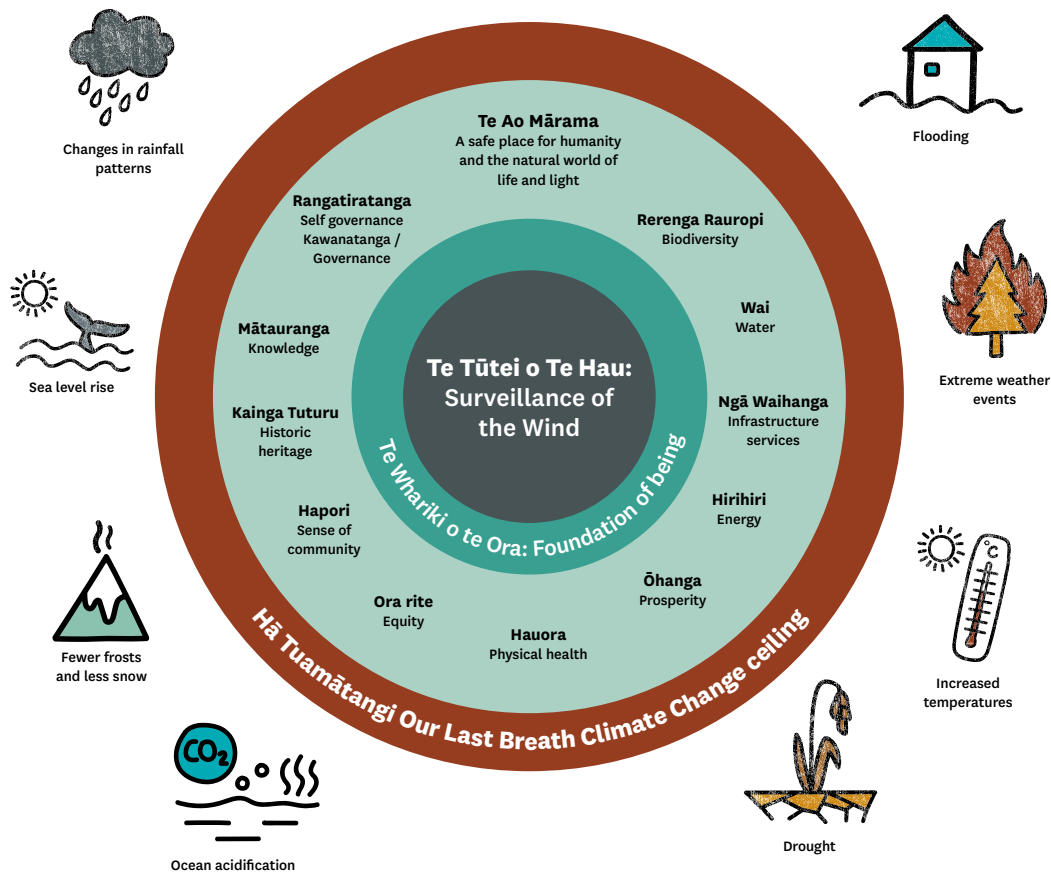 Changes in rainfall
patterns
Flooding
Sea level rise
Extreme weather
events
Fewer frosts
and less snow
°C
Increased
temperatures
CO₂
Ocean acidification
Drought
Te Ao Mārama
A safe place for humanity
and the natural world of
life and light
Rangatiratanga
Self governance
Kawanatanga /
Governance
Rerenga Rauropi
Biodiversity
Mātauranga
Knowledge
Wai
Water
Kainga Tuturu
Historic
heritage
Ngā Waihanga
Infrastructure
services
Hapori
Sense of
community
Hirihiri
Energy
Ora rite
Equity
Ōhanga
Prosperity
Hauora
Physical health
Te Tūtei o Te Hau:
Surveillance of
the Wind
Te Whariki o te Ora: Foundation of being
Hā Tuamātangi Our Last Breath Climate Change ceiling